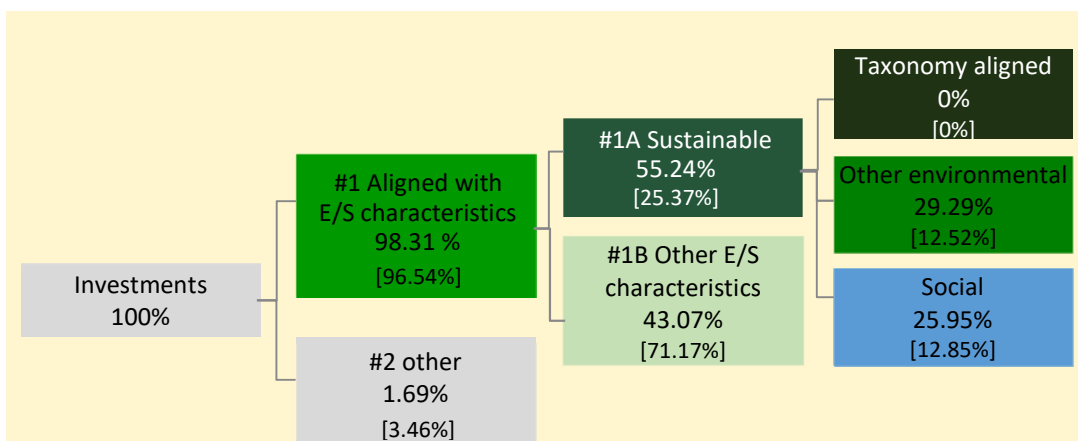 Investments
100%
#1 Aligned with
E/S characteristics
98.31 %
[96.54%]
#2 other
1.69%
[3.46%]
#1A Sustainable
55.24%
[25.37%]
#1B Other E/S
characteristics
43.07%
[71.17%]
Taxonomy aligned
0%
[0%]
Other environmental
29.29%
[12.52%]
Social
25.95%
[12.85%]